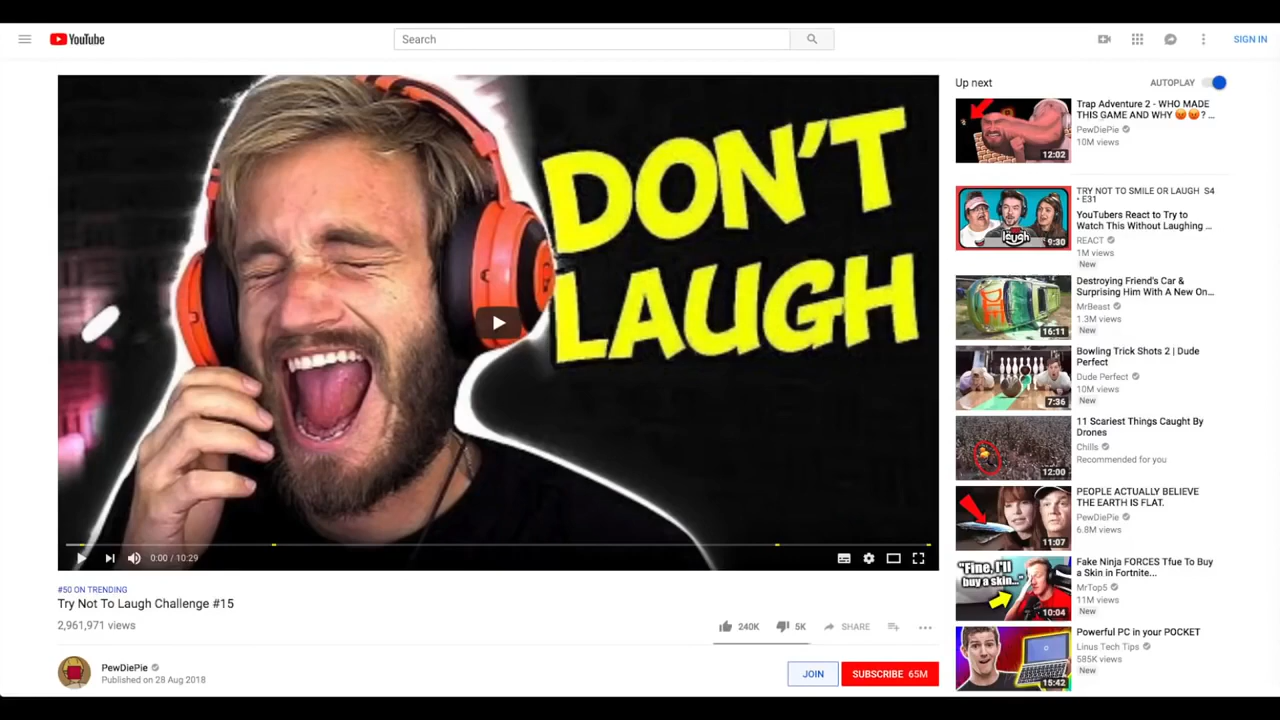 YouTube
Search
SIGN IN
DON'T
LAUGH
0:00 / 10:29
#50 ON TRENDING
Try Not To Laugh Challenge #15
2,961,971 views
240K
5K
SHARE
PewDiePie
Published on 28 Aug 2018
JOIN
SUBSCRIBE 65M
Up next
AUTOPLAY
Trap Adventure 2 - WHO MADE
THIS GAME AND WHY 😡😡? ...
PewDiePie
10M views
12:02
TRY NOT TO SMILE OR LAUGH S4
• E31
YouTubers React to Try to
Watch This Without Laughing ...
REACT
1M views
New
laugh
9:30
Destroying Friend's Car &
Surprising Him With A New On...
MrBeast
1.3M views
New
DIE
16:11
Bowling Trick Shots 2 | Dude
Perfect
Dude Perfect
10M views
New
7:36
11 Scariest Things Caught By
Drones
Chills
Recommended for you
12:00
PEOPLE ACTUALLY BELIEVE
THE EARTH IS FLAT.
PewDiePie
6.8M views
11:07
Fake Ninja FORCES Tfue To Buy
a Skin in Fortnite...
MrTop5
11M views
New
"Fine, I'll
buy a skin..."
10:04
Powerful PC in your POCKET
Linus Tech Tips
585K views
New
15:42